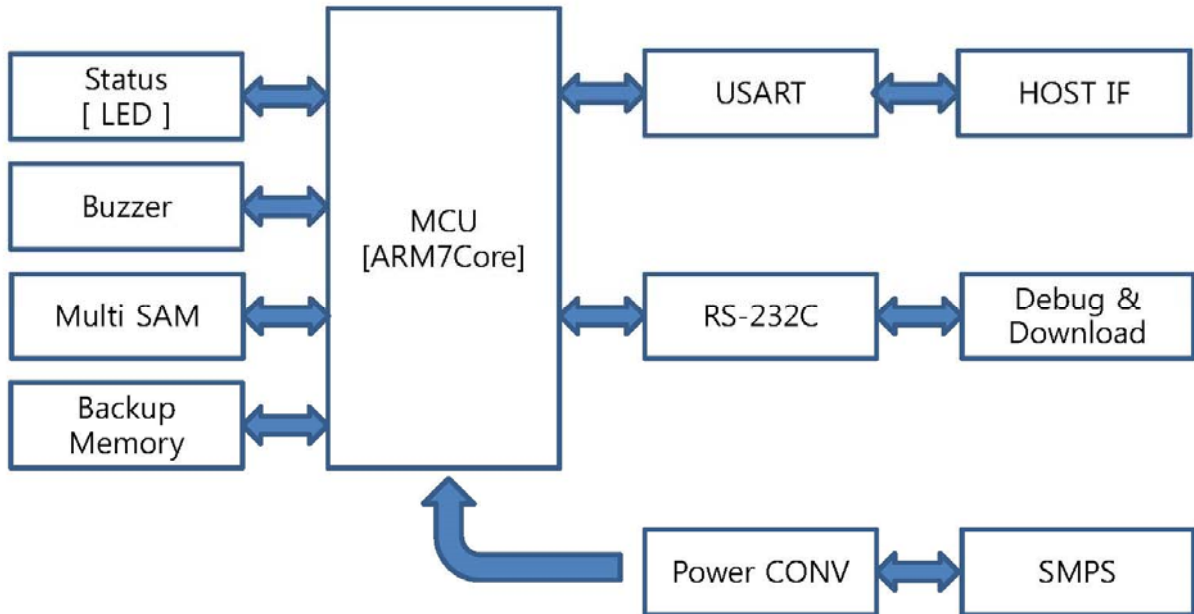 Status
[ LED ]
Buzzer
Multi SAM
Backup
Memory
MCU
[ARM7Core]
USART
HOST IF
RS-232C
Debug &
Download
Power CONV
SMPS